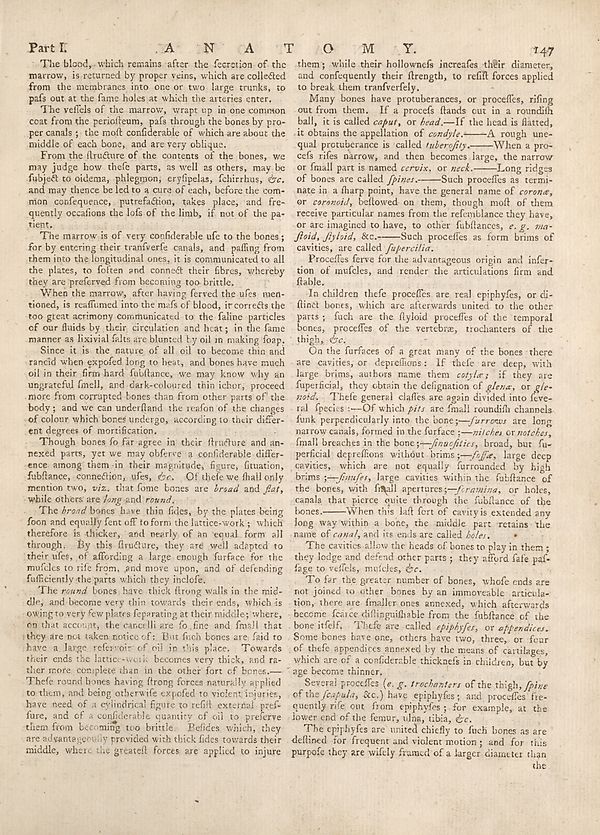 Part I. A N A T O M Y. 147
The blood, which remains after the ſecretion of the
marrow, is returned by proper veins, which are collected
from the membranes into one or two large trunks, to
paſs out at the ſame holes at which the arteries enter.
The veſſels of the marrow, wrapt up in one common
coat from the perioſteum, paſs through the bones by pro-
per canals ; the moſt conſiderable of which are about the
middle of each bone, and are very oblique.
From the ſtructure of the contents of the bones, we
may judge how theſe parts, as well as others, may be
ſubject to œdema, phlegmon, eryſipelas, ſchirrhus, &c.
and may thence be led to a cure of each, before the com-
mon conſequence, putrefaction, takes place, and fre-
quently occaſions the loſs of the limb, if not of the pa-
tient.
The marrow is of very conſiderable uſe to the bones ;
for by entering their tranſverſe canals, and paſſing from
them into the longitudinal ones, it is communicated to all
the plates, to ſoften and connect their fibres, whereby
they are preſerved from becoming too brittle.
When the marrow, after having ſerved the uſes men-
tioned, is reaſſumed into the maſs of blood, it corrects the
too great acrimony communicated to the ſaline particles
of our fluids by their circulation and heat ; in the ſame
manner as lixivial ſalts are blunted by oil in making ſoap.
Since it is the nature of all oil to become thin and
rancid when expoſed long to heat, and bones have much
oil in their firm hard ſubſtance, we may know why an
ungrateful ſmell, and dark-coloured thin ichor, proceed
more from corrupted bones than from other parts of the
body ; and we can underſtand the reaſon of the changes
of colour which bones undergo, according to their differ-
ent degrees of mortification.
Though bones ſo far agree in their ſtructure and an-
nexed parts, yet we may obſerve a conſiderable differ-
ence among them in their magnitude, figure, ſituation,
ſubſtance, connection, uſes, &c. Of theſe we ſhall only
mention two, viz. that ſome bones are broad and flat,
while others are long and round.
The broad bones have thin ſides, by the plates being
ſoon and equally ſent off to form the lattice-work ; which
therefore is thicker, and nearly of an equal form all
through. By this ſtructure, they are well adapted to
their uſes, of affording a large enough ſurface for the
muſcles to riſe from, and move upon, and of defending
ſufficiently the parts which they incloſe.
The round bones have thick ſtrong walls in the mid-
dle, and become very thin towards their ends, which is
owing to very few plates ſeparating at their middle; where,
on that account, the cancelli are ſo fine and ſmall that
they are not taken notice of: But ſuch bones are ſaid to
have a large reſervoir of oil in this place. Towards
their ends the lattice-work becomes very thick, and ra-
ther more complete than in the other ſort of bones.—
Theſe round bones having ſtrong forces naturally applied
to them, and being otherwiſe expoſed to violent injuries,
have need of a cylindrical figure to reſiſt external preſ-
ſure, and of a conſiderable quantity of oil to preſerve
them from becoming too brittle Beſides which, they
are advantageouſly provided with thick ſides towards their
middle, where the greateſt forces are applied to injure
them; while their hollowneſs increaſes their diameter,
and conſequently their ſtrength, to reſiſt forces applied
to break them tranſverſely.
Many bones have protuberances, or proceſſes, riſing
out from them. If a proceſs ſtands out in a roundiſh
ball, it is called caput, or head.—If the head is flatted,
it obtains the appellation of condyle.——A rough une-
qual protuberance is called tuberoſity.——When a pro-
ceſs riſes narrow, and then becomes large, the narrow
or ſmall part is named cervix, or neck.——Long ridges
of bones are called ſpines.——Such proceſſes as termi-
nate in a ſharp point, have the general name of coronæ,
or coronoid, beſtowed on them, though moſt of them
receive particular names from the reſemblance they have,
or are imagined to have, to other ſubſtances, e. g. ma-
ſtoid, ſtyloid, &c.——Such proceſſes as form brims of
cavities, are called ſupercilia.
Proceſſes ſerve for the advantageous origin and inſer-
tion of muſcles, and render the articulations firm and
ſtable.
In children theſe proceſſes are real epiphyſes, or di-
ſtinct bones, which are afterwards united to the other
parts ; ſuch are the ſtyloid proceſſes of the temporal
bones, proceſſes of the vertebræ, trochanters of the
thigh, &c.
On the ſurfaces of a great many of the bones there
are cavities, or depreſſions : If theſe are deep, with
large brims, authors name them cotylæ; if they are
ſuperficial, they obtain the deſignation of glenæ, or gle-
noid. Theſe general claſſes are again divided into ſeve-
ral ſpecies :—Of which pits are ſmall roundiſh channels
ſunk perpendicularly into the bone;—furrows are long
narrow canals, formed in the ſurface ;—nitches or notches,
ſmall breaches in the bone;—ſinuoſities, broad, but ſu-
perficial depreſſions without brims ;—foſſæ, large deep
cavities, which are not equally ſurrounded by high
brims ;—ſinuſes, large cavities within the ſubſtance of
the bones, with ſmall apertures;—foramina, or holes,
canals that pierce quite through the ſubſtance of the
bones.——When this laſt ſort of cavity is extended any
long way within a bone, the middle part retains the
name of canal, and its ends are called holes.
The cavities allow the heads of bones to play in them ;
they lodge and defend other parts ; they afford ſafe paſ-
ſage to veſſels, muſcles, &c.
To far the greater number of bones, whoſe ends are
not joined to other bones by an immoveable articula-
tion, there are ſmaller ones annexed, which afterwards
become ſcarce diſtinguiſhable from the ſubſtance of the
bone itſelf. Theſe are called epiphyſes, or appendices.
Some bones have one, others have two, three, or four
of theſe appendices annexed by the means of cartilages,
which are of a conſiderable thickneſs in children, but by
age become thinner.
Several proceſſes (e. g. trochanters of the thigh, ſpine
of the ſcapula, &c.) have epiphyſes ; and proceſſes fre-
quently riſe out from epiphyſes ; for example, at the
lower end of the femur, ulna, tibia, &c.
The epiphyſes are united chiefly to ſuch bones as are
deſtined for frequent and violent motion ; and for this
purpoſe they are wiſely framed of a larger diameter than
the